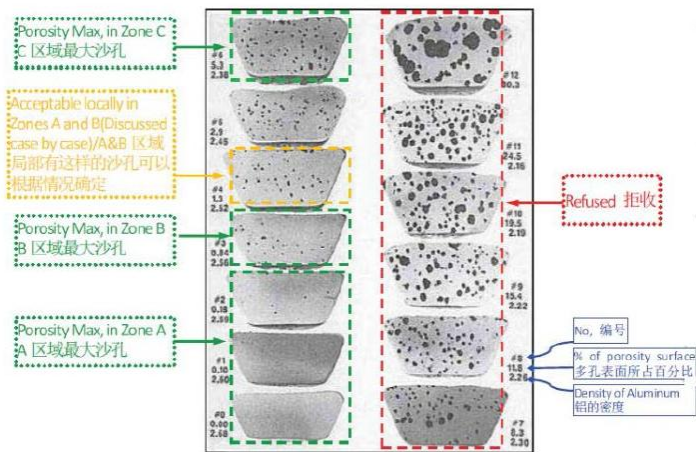 Porosity Max, in Zone C
C 区域最大沙孔
Acceptable locally in
Zones A and B(Discussed
case by case)/A&B 区域
局部有这样的沙孔可以
根据情况确定
Porosity Max, in Zone B
B 区域最大沙孔
Porosity Max, in Zone A
A 区域最大沙孔
#6
5.3
2.38
#5
2.9
2.45
#4
1.3
2.52
#3
0.84
2.56
#2
0.18
2.59
#1
0.10
2.60
#0
0.00
2.68
#12
30.3
#11
24.5
2.16
#10
19.5
2.19
#9
15.4
2.22
#8
11.8
2.26
#7
8.3
2.30
Refused 拒收
No, 编号
% of porosity surface
多孔表面所占百分比
Density of Aluminum
铝的密度